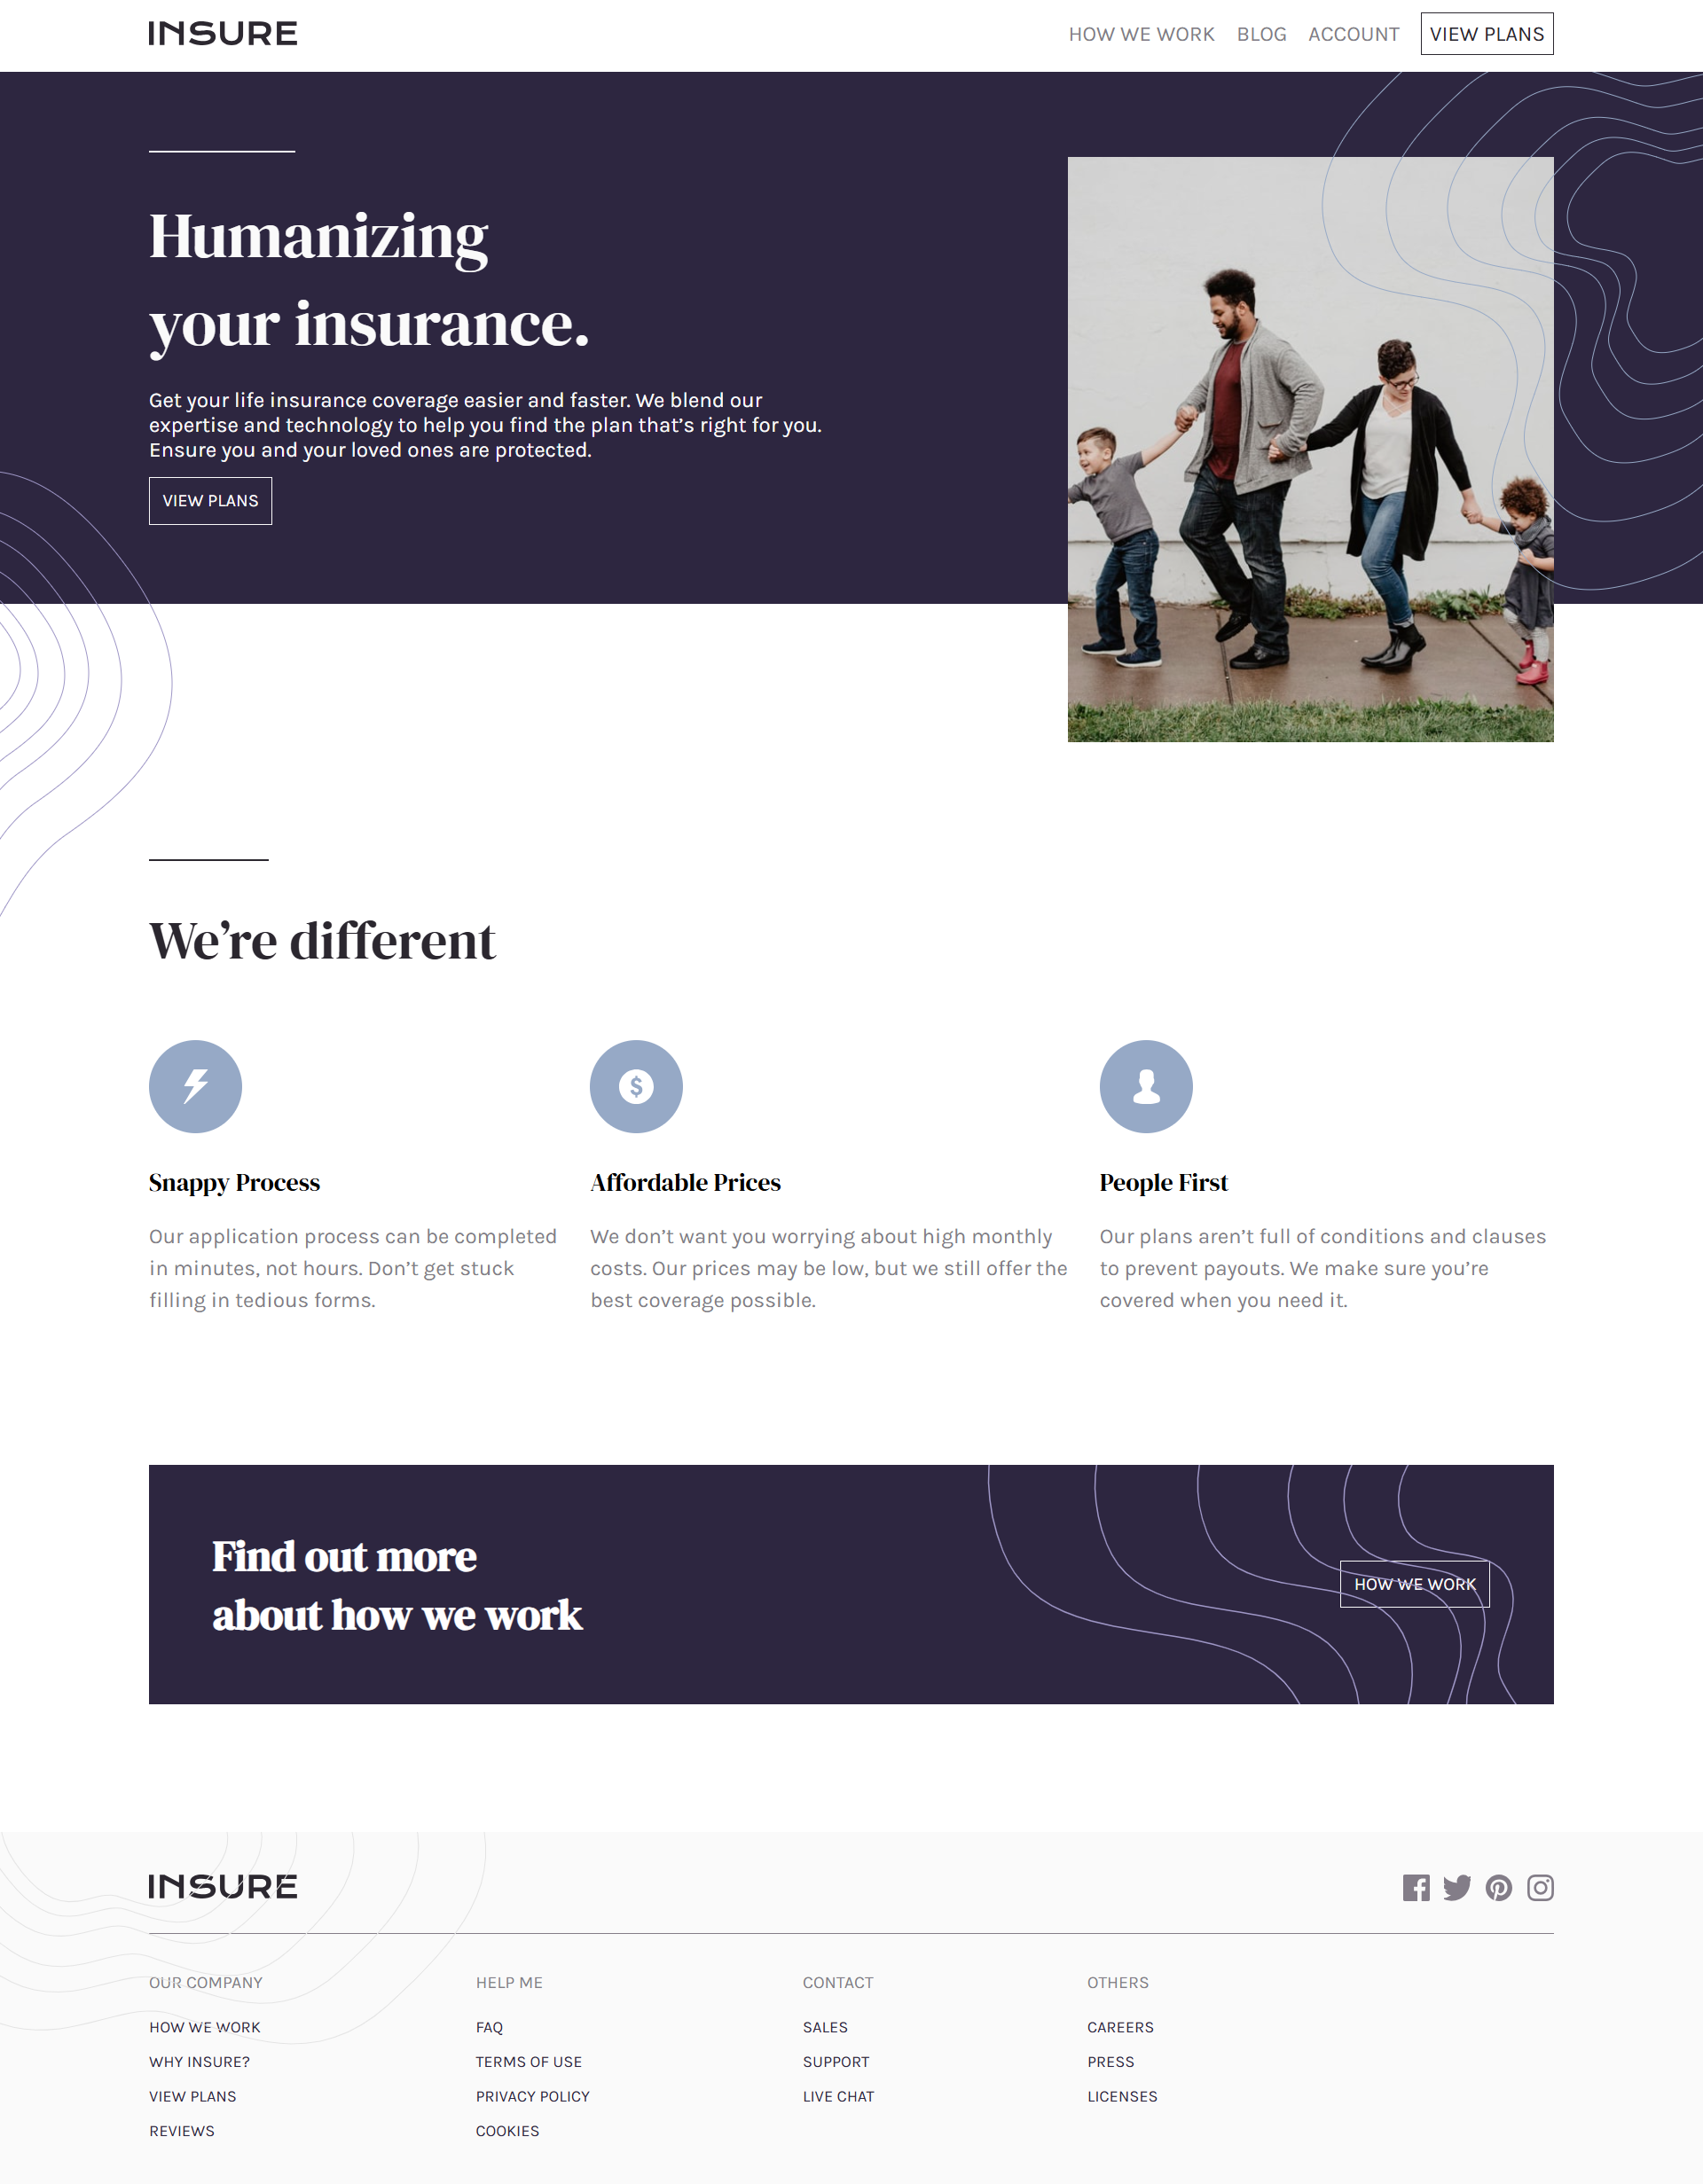 INSURE
HOW WE WORK
BLOG
ACCOUNT
VIEW PLANS
Humanizing
your insurance.
Get your life insurance coverage easier and faster. We blend our
expertise and technology to help you find the plan that’s right for you.
Ensure you and your loved ones are protected.
VIEW PLANS
We’re different
Snappy Process
Our application process can be completed
in minutes, not hours. Don’t get stuck
filling in tedious forms.
Affordable Prices
We don’t want you worrying about high monthly
costs. Our prices may be low, but we still offer the
best coverage possible.
People First
Our plans aren’t full of conditions and clauses
to prevent payouts. We make sure you’re
covered when you need it.
Find out more
about how we work
HOW WE WORK
INSURE
OUR COMPANY
HOW WE WORK
WHY INSURE?
VIEW PLANS
REVIEWS
HELP ME
FAQ
TERMS OF USE
PRIVACY POLICY
COOKIES
CONTACT
SALES
SUPPORT
LIVE CHAT
OTHERS
CAREERS
PRESS
LICENSES